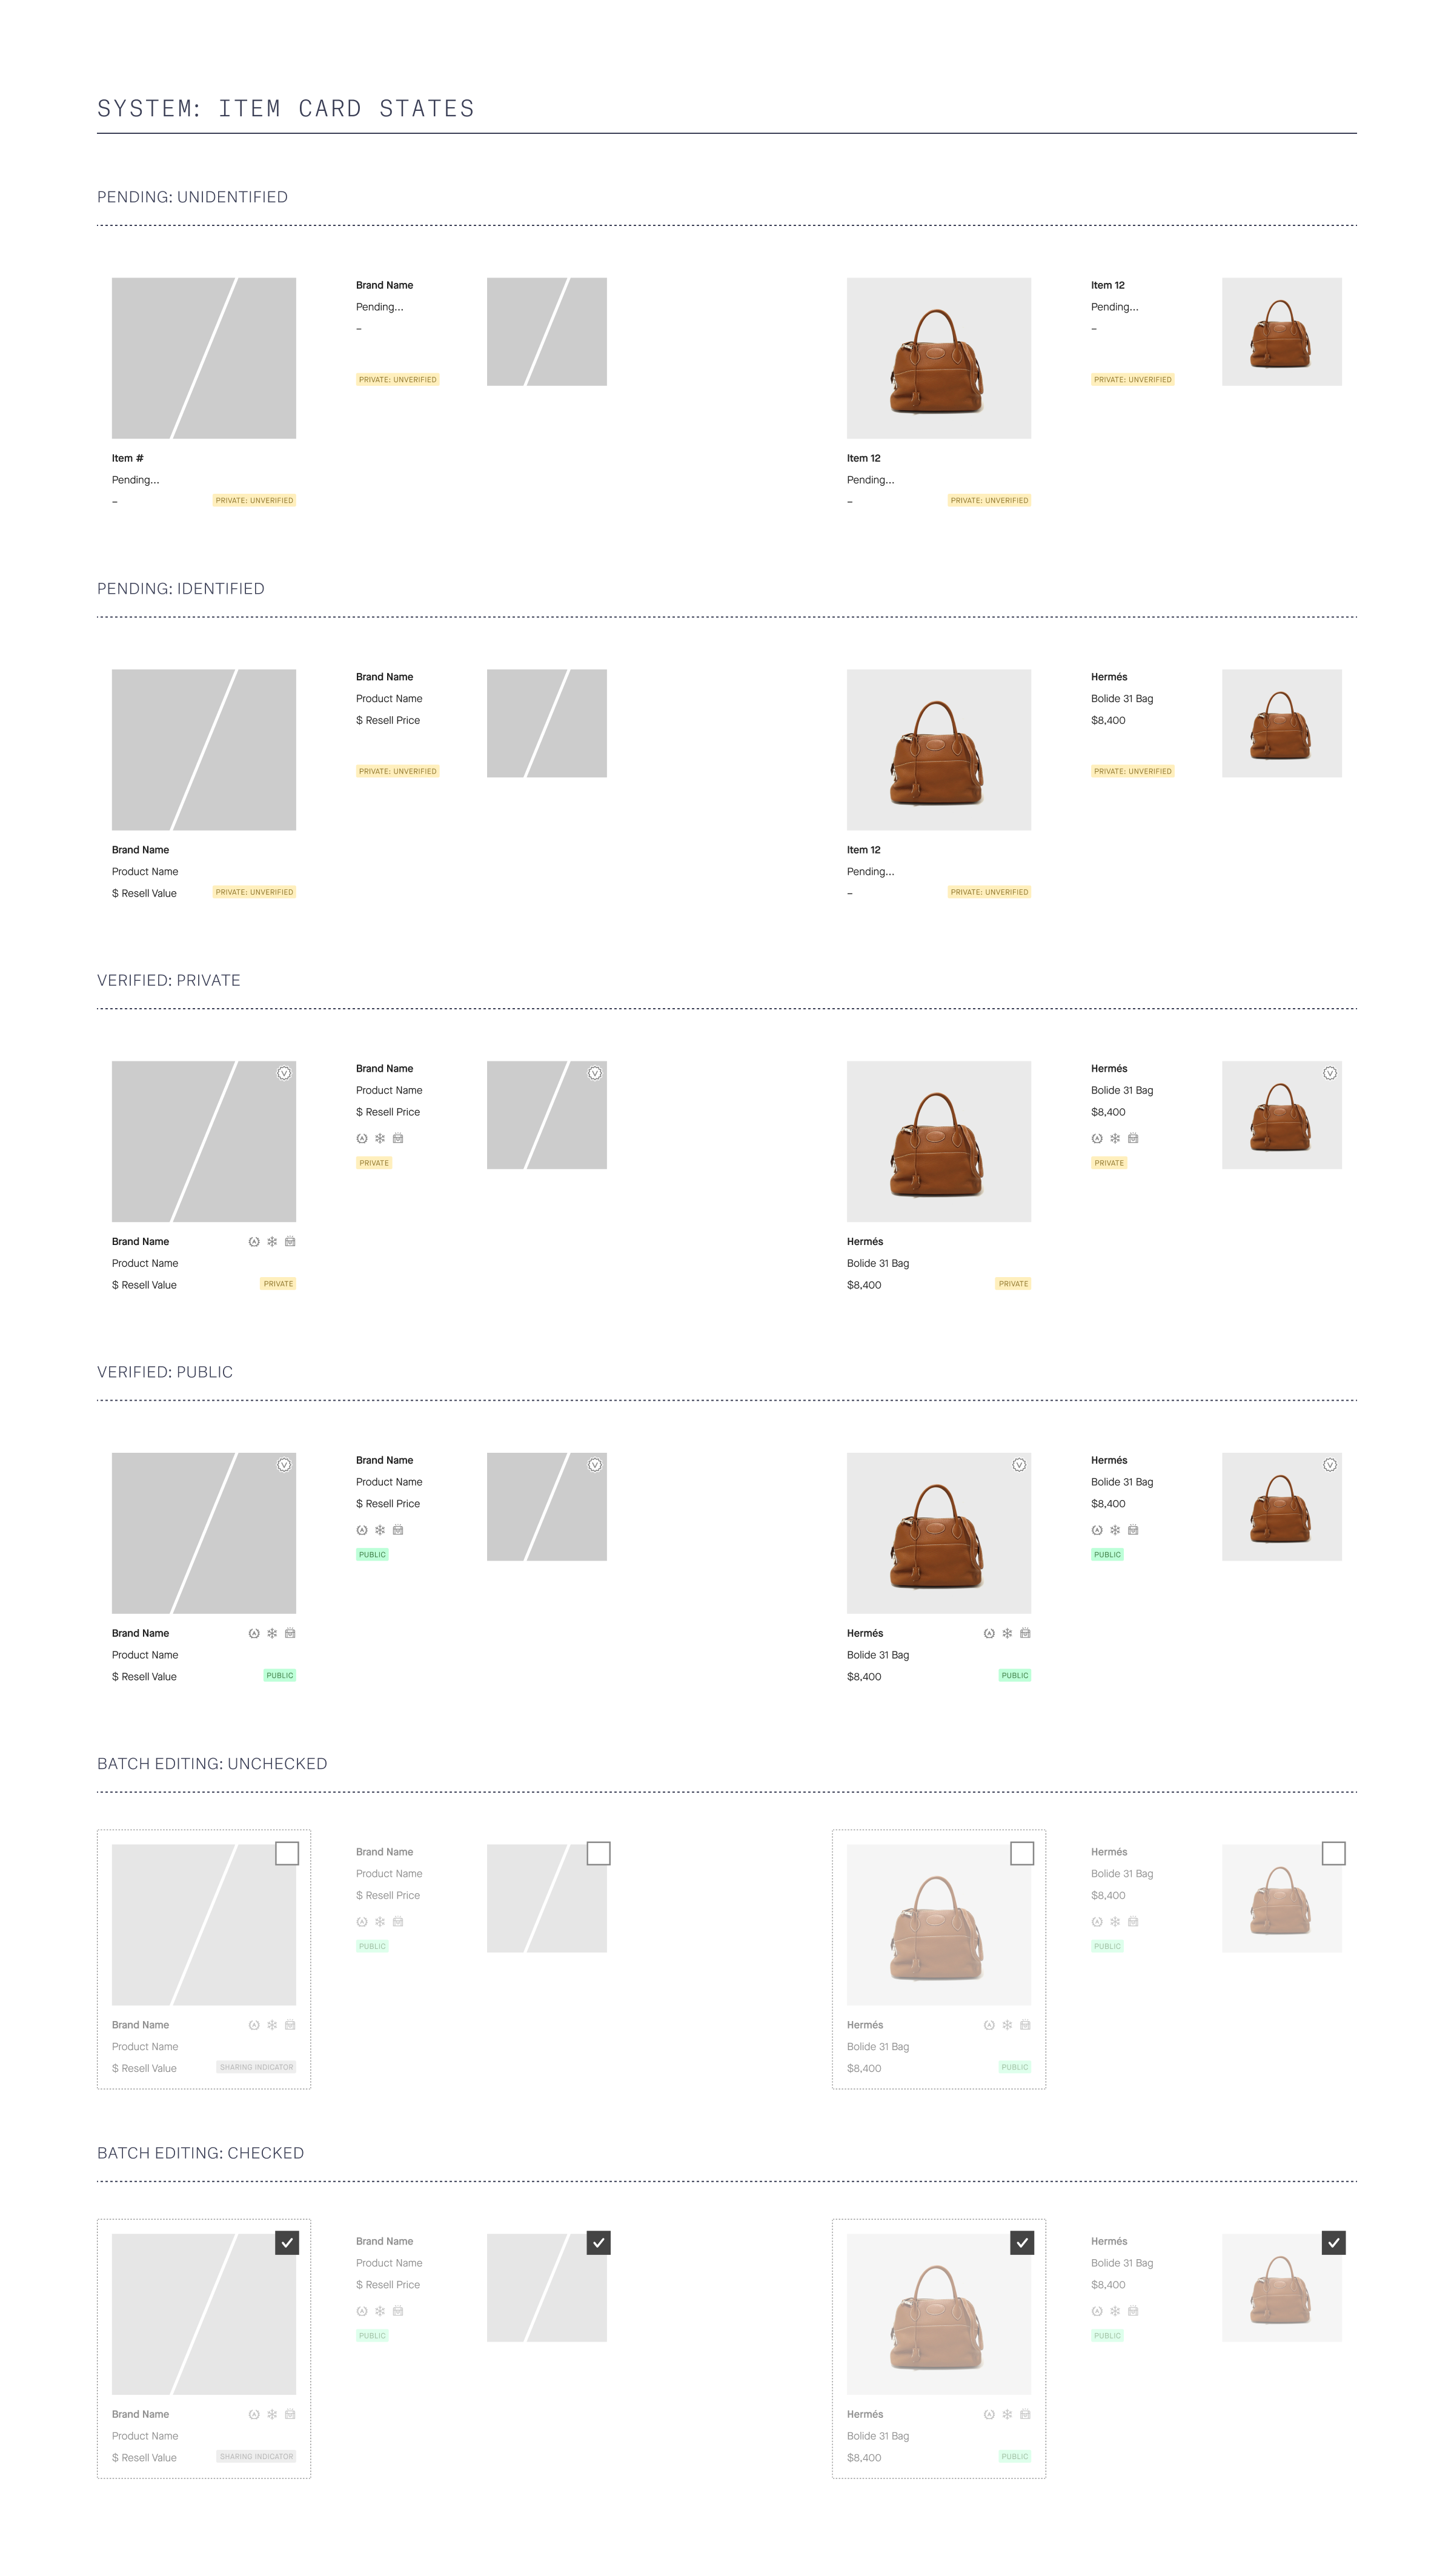 SYSTEM: ITEM CARD STATES
PENDING: UNIDENTIFIED
Item #
Pending...
–
PRIVATE: UNVERIFIED
Brand Name
Pending...
–
PRIVATE: UNVERIFIED
Item 12
Pending...
–
PRIVATE: UNVERIFIED
Item 12
Pending...
–
PRIVATE: UNVERIFIED
PENDING: IDENTIFIED
Brand Name
Product Name
$ Resell Value
PRIVATE: UNVERIFIED
Brand Name
Product Name
$ Resell Price
PRIVATE: UNVERIFIED
Item 12
Pending...
–
PRIVATE: UNVERIFIED
Hermés
Bolide 31 Bag
$8,400
PRIVATE: UNVERIFIED
VERIFIED: PRIVATE
V
Brand Name
Product Name
$ Resell Value
PRIVATE
Brand Name
Product Name
$ Resell Price
PRIVATE
V
Hermés
Bolide 31 Bag
$8,400
PRIVATE
Hermés
Bolide 31 Bag
$8,400
PRIVATE
V
VERIFIED: PUBLIC
V
Brand Name
Product Name
$ Resell Value
PUBLIC
Brand Name
Product Name
$ Resell Price
PUBLIC
V
V
Hermés
Bolide 31 Bag
$8,400
PUBLIC
Hermés
Bolide 31 Bag
$8,400
PUBLIC
V
BATCH EDITING: UNCHECKED
Brand Name
Product Name
$ Resell Value
SHARING INDICATOR
Brand Name
Product Name
$ Resell Price
PUBLIC
Hermés
Bolide 31 Bag
$8,400
PUBLIC
Hermés
Bolide 31 Bag
$8,400
PUBLIC
BATCH EDITING: CHECKED
Brand Name
Product Name
$ Resell Value
SHARING INDICATOR
Brand Name
Product Name
$ Resell Price
PUBLIC
Hermés
Bolide 31 Bag
$8,400
PUBLIC
Hermés
Bolide 31 Bag
$8,400
PUBLIC